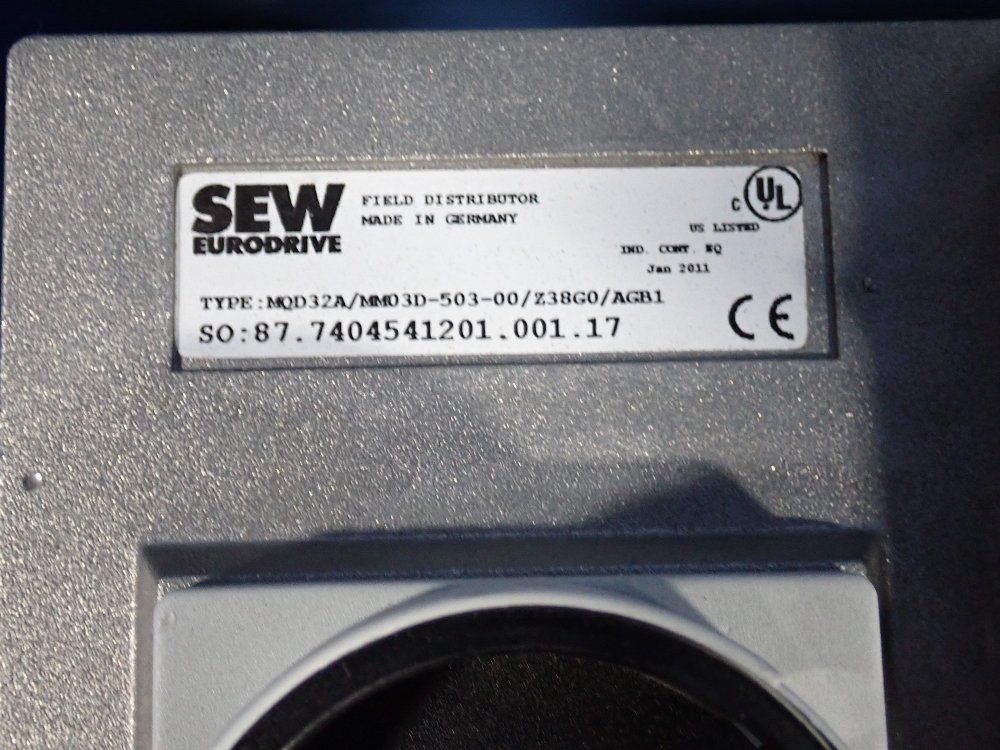 SEW
EURODRIVE
FIELD DISTRIBUTOR
MADE IN GERMANY
C UL
US LISTED
IND. CONT. EQ
Jan 2011
TYPE:MQD32A/MM03D-503-00/Z38G0/AGB1
SO:87.7404541201.001.17
CE